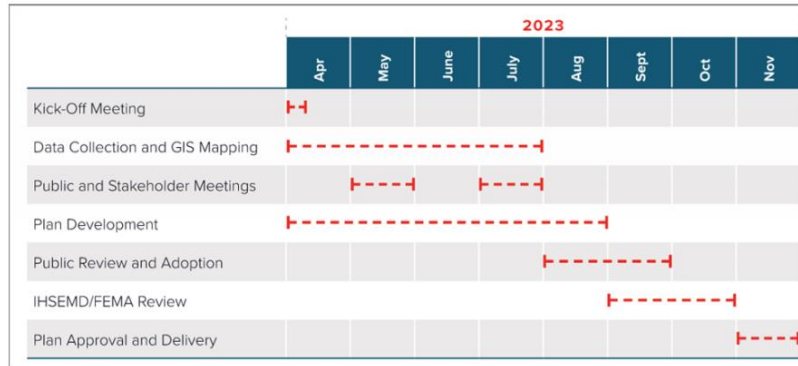 2023
Apr May June July Aug Sept Oct Nov
Kick-Off Meeting
Data Collection and GIS Mapping
Public and Stakeholder Meetings
Plan Development
Public Review and Adoption
IHSEMD/FEMA Review
Plan Approval and Delivery